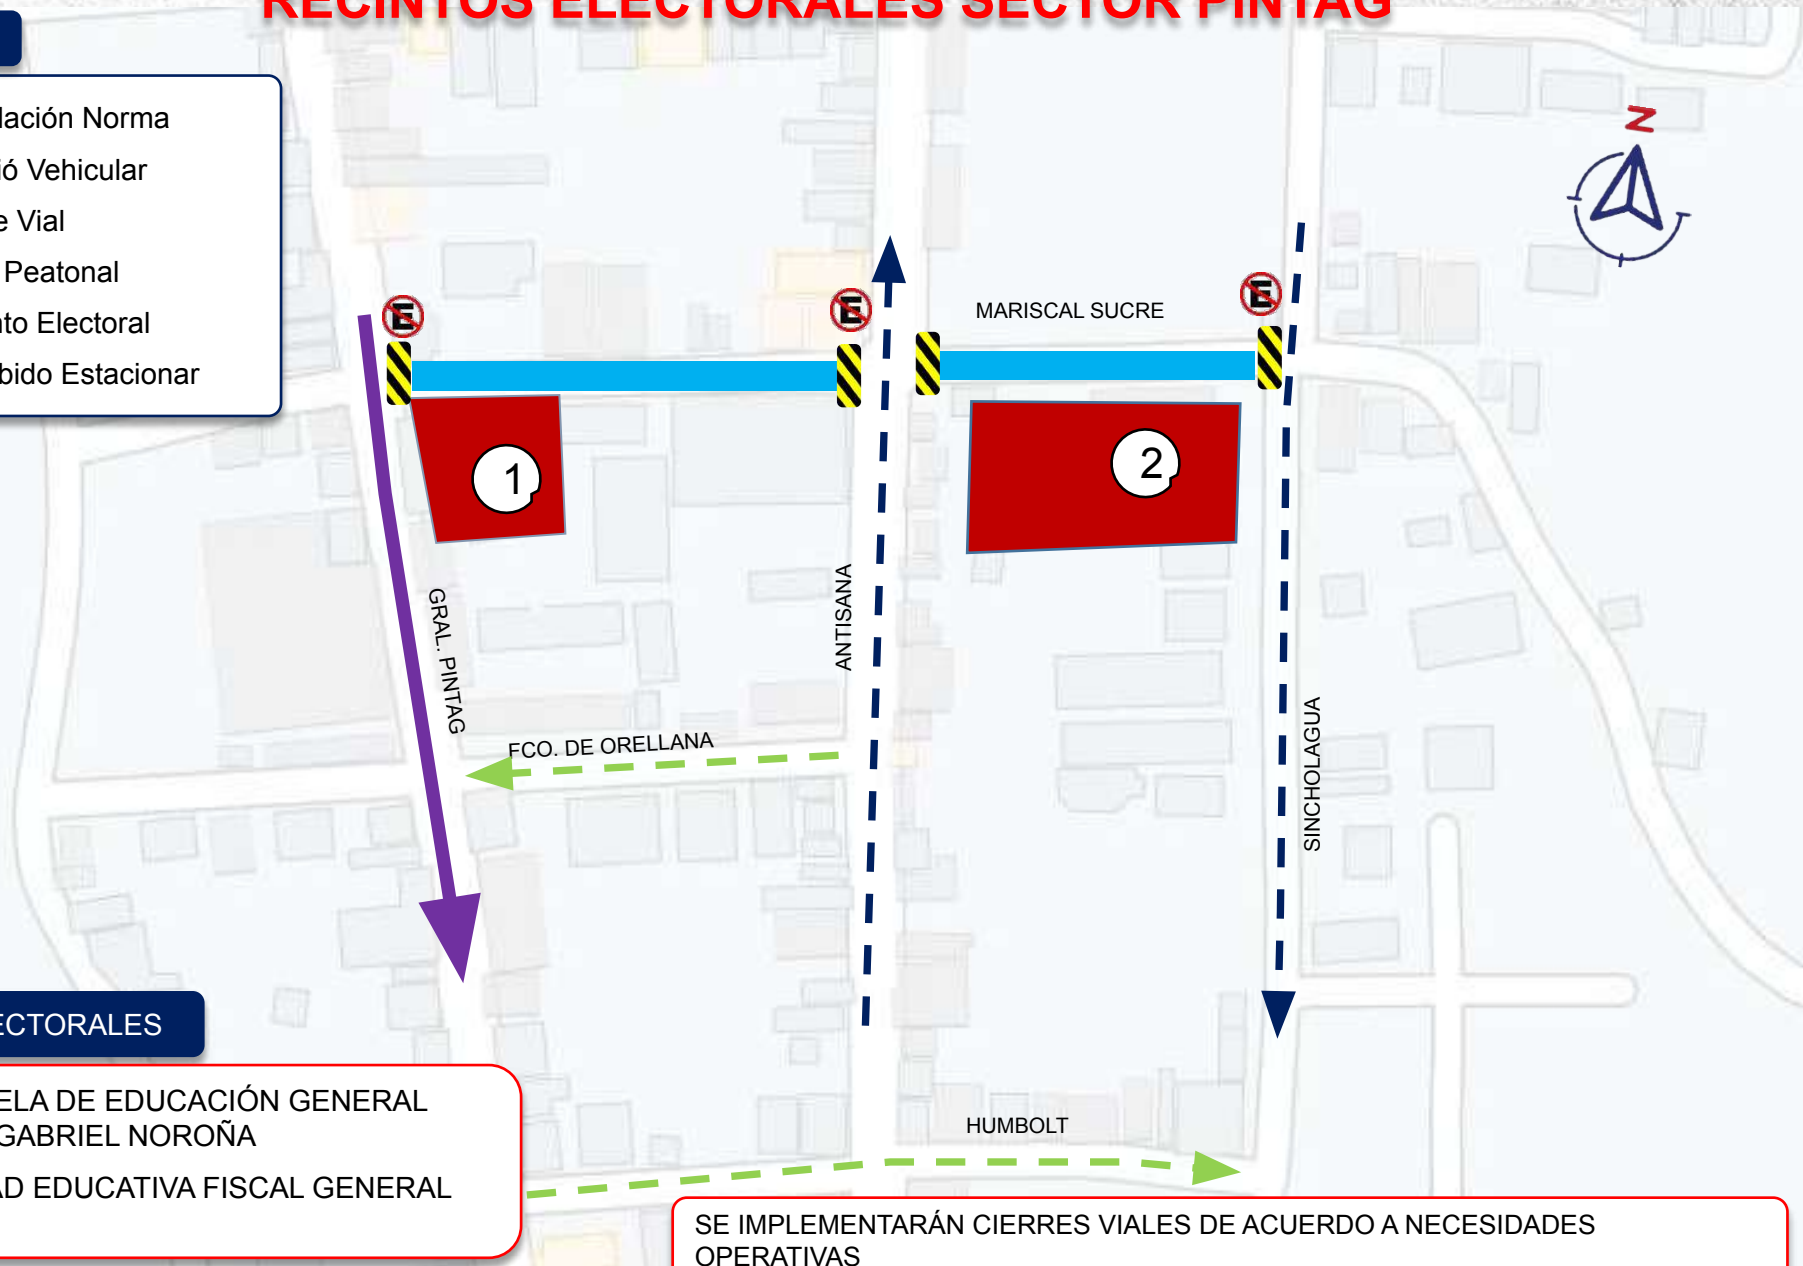 RECINTOS ELECTORALES SECTOR PINTAG
lación Norma
ió Vehicular
e Vial
Peatonal
nto Electoral
bido Estacionar
N
E
E
E
MARISCAL SUCRE
1
2
GRAL. PINTAG
ANTISANA
FCO. DE ORELLANA
SINCHOLAGUA
HUMBOLT
ECTORALES
ELA DE EDUCACIÓN GENERAL
GABRIEL NOROÑA
AD EDUCATIVA FISCAL GENERAL
SE IMPLEMENTARÁN CIERRES VIALES DE ACUERDO A NECESIDADES
OPERATIVAS